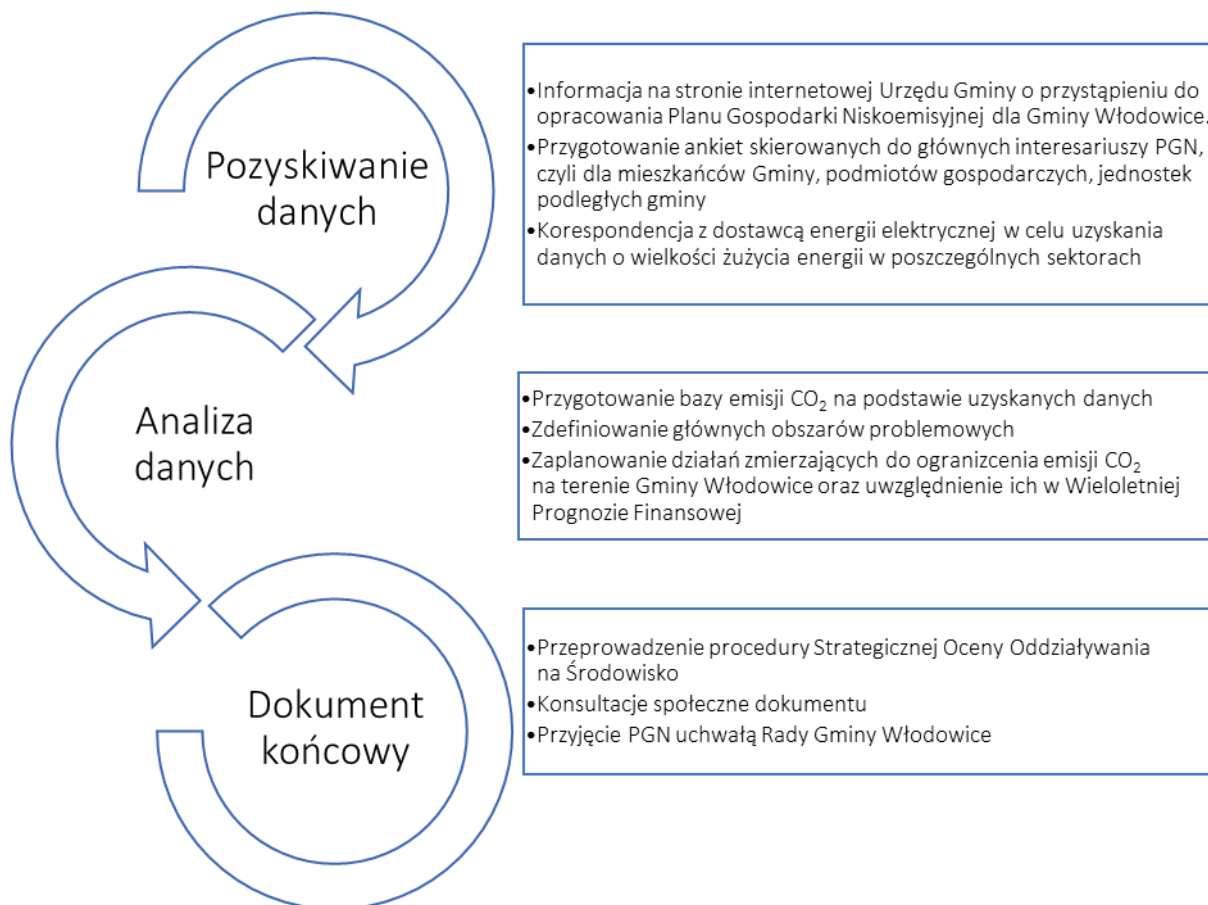 Pozyskiwanie
danych
•Informacja na stronie internetowej Urzędu Gminy o przystąpieniu do
opracowania Planu Gospodarki Niskoemisyjnej dla Gminy Włodowice.
•Przygotowanie ankiet skierowanych do głównych interesariuszy PGN,
czyli dla mieszkańców Gminy, podmiotów gospodarczych, jednostek
podległych gminy
•Korespondencja z dostawcą energii elektrycznej w celu uzyskania
danych o wielkości żużycia energii w poszczególnych sektorach
Analiza
danych
•Przygotowanie bazy emisji CO₂ na podstawie uzyskanych danych
•Zdefiniowanie głównych obszarów problemowych
•Zaplanowanie działań zmierzających do ogranizcenia emisji CO₂
na terenie Gminy Włodowice oraz uwzględnienie ich w Wieloletniej
Prognozie Finansowej
Dokument
końcowy
•Przeprowadzenie procedury Strategicznej Oceny Oddziaływania
na Środowisko
•Konsultacje społeczne dokumentu
•Przyjęcie PGN uchwałą Rady Gminy Włodowice